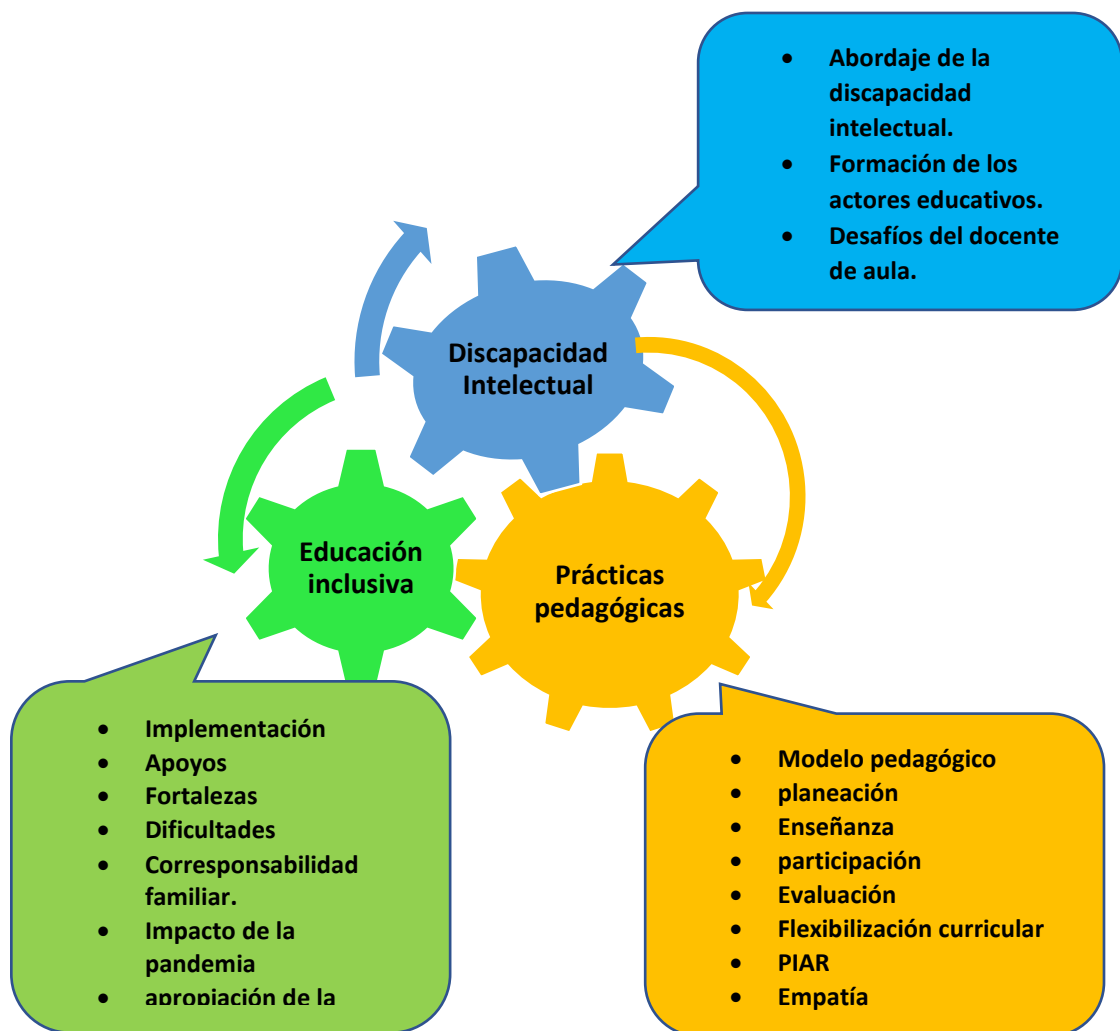 • Abordaje de la
discapacidad
intelectual.
• Formación de los
actores educativos.
• Desafíos del docente
de aula.
Discapacidad
Intelectual
Educación
inclusiva
Prácticas
pedagógicas
• Implementación
• Apoyos
• Fortalezas
• Dificultades
• Corresponsabilidad
familiar.
• Impacto de la
pandemia
• apropiación de la
• Modelo pedagógico
• planeación
• Enseñanza
• participación
• Evaluación
• Flexibilización curricular
• PIAR
• Empatía